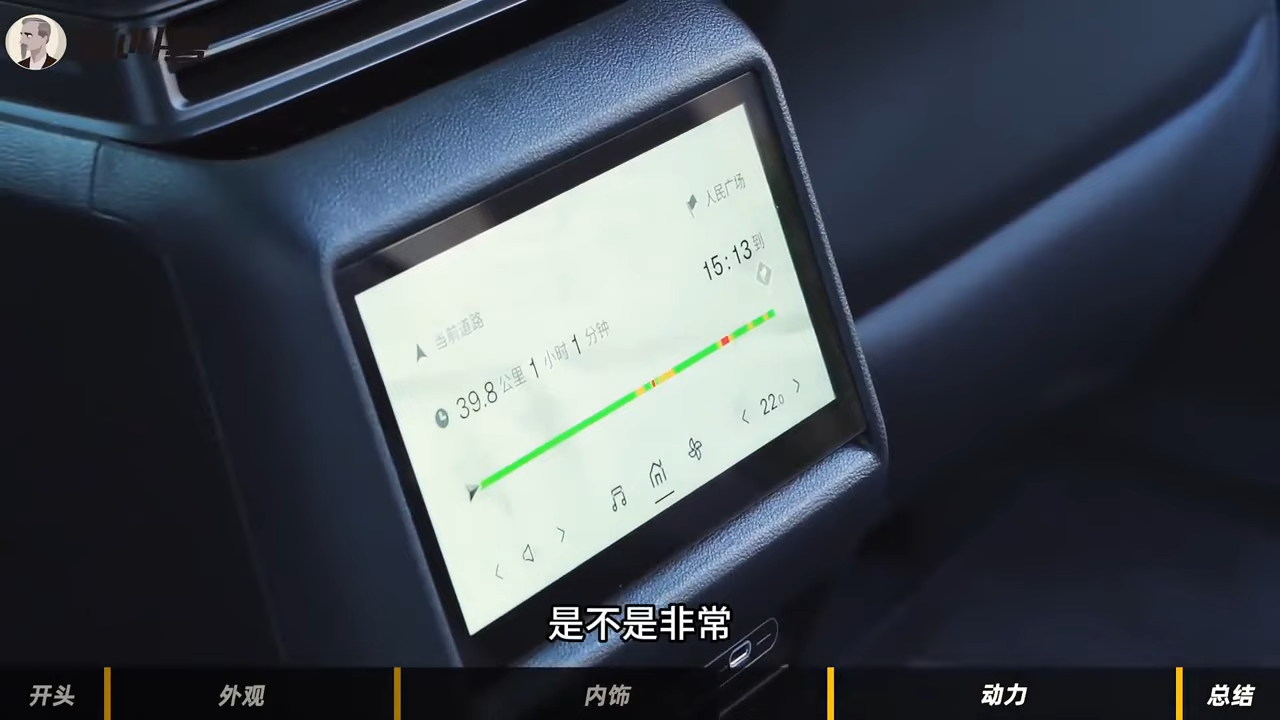 人民广场
15:13到
当前道路
39.8公里1小时1分钟
22.0
是不是非常
开头 外观 内饰 动力 总结